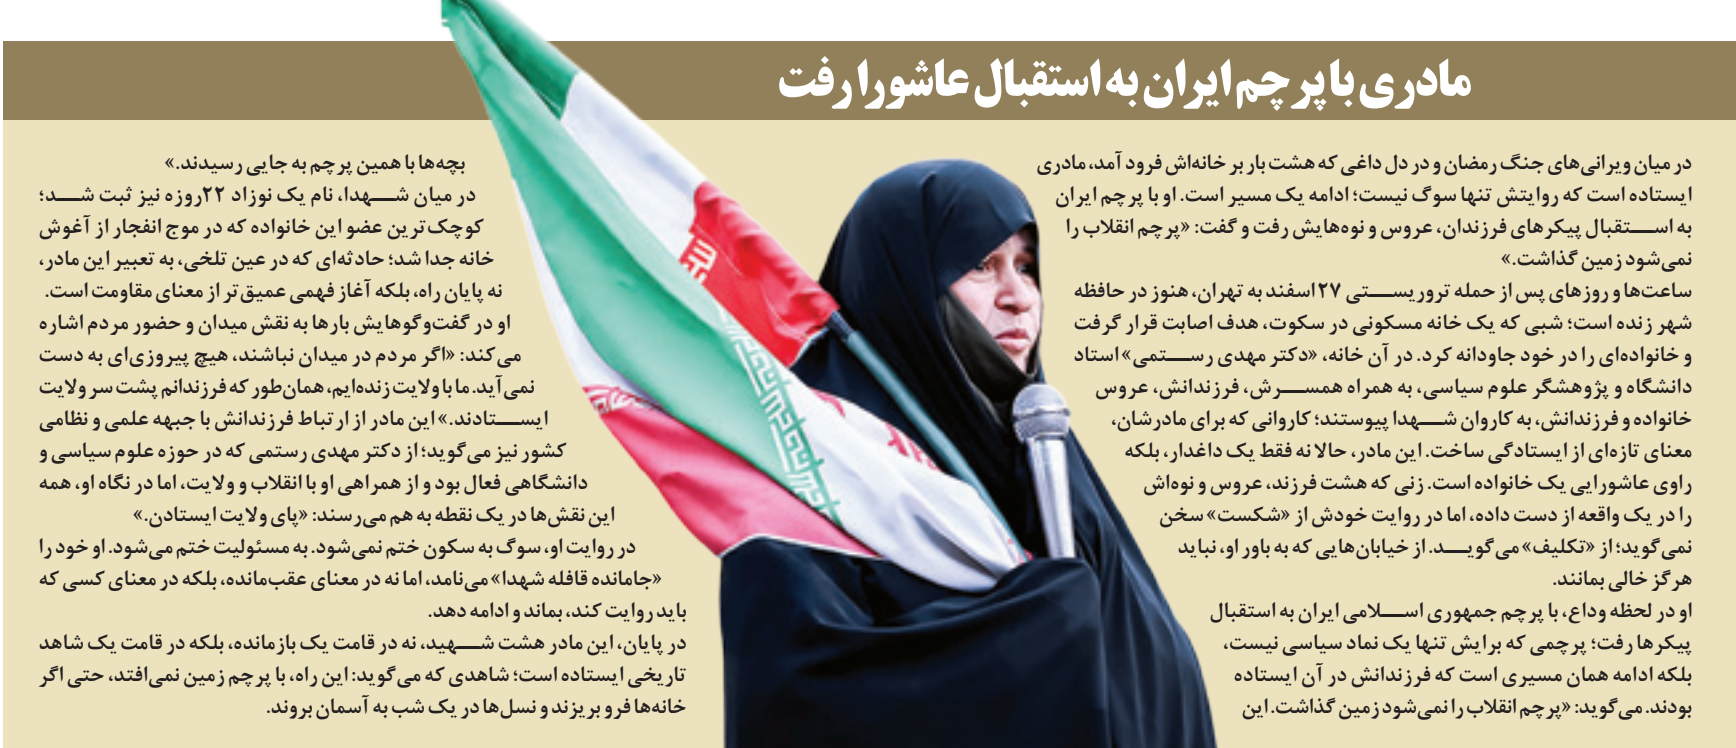 مادری با پرچم ایران به استقبال عاشورا رفت
در میان ویرانی‌های جنگ رمضان و در دل داغی که هشت بار بر خانه‌اش فرود آمد، مادری
ایستاده است که روایتش تنها سوگ نیست؛ ادامه یک مسیر است. او با پرچم ایران
به استقبال پیکرهای فرزندان، عروس و نوه‌هایش رفت و گفت: «پرچم انقلاب را
نمی‌شود زمین گذاشت.»
ساعت‌ها و روزهای پس از حمله تروریستی ۲۷ اسفند به تهران، هنوز در حافظه
شهر زنده است؛ شبی که یک خانه مسکونی در سکوت، هدف اصابت قرار گرفت
و خانواده‌ای را در خود جاودانه کرد. در آن خانه، «دکتر مهدی رستمی» استاد
دانشگاه و پژوهشگر علوم سیاسی، به همراه همسرش، فرزندانش، عروس
خانواده و فرزندانش، به کاروان شهدا پیوستند؛ کاروانی که برای مادرشان،
معنای تازه‌ای از ایستادگی ساخت. این مادر، حالا نه فقط یک داغدار، بلکه
راوی عاشورایی یک خانواده است. زنی که هشت فرزند، عروس و نوه‌اش
را در یک واقعه از دست داده، اما در روایت خودش از «شکست» سخن
نمی‌گوید؛ از «تکلیف» می‌گوید. از خیابان‌هایی که به باور او، نباید
هرگز خالی بمانند.
او در لحظه وداع، با پرچم جمهوری اسلامی ایران به استقبال
پیکرها رفت؛ پرچمی که برایش تنها یک نماد سیاسی نیست،
بلکه ادامه همان مسیری است که فرزندانش در آن ایستاده
بودند. می‌گوید: «پرچم انقلاب را نمی‌شود زمین گذاشت. این
بچه‌ها با همین پرچم به جایی رسیدند.»
در میان شهدا، نام یک نوزاد ۲۲روزه نیز ثبت شد؛
کوچک‌ترین عضو این خانواده که در موج انفجار از آغوش
خانه جدا شد؛ حادثه‌ای که در عین تلخی، به تعبیر این مادر،
نه پایان راه، بلکه آغاز فهمی عمیق‌تر از معنای مقاومت است.
او در گفت‌وگوهایش بارها به نقش میدان و حضور مردم اشاره
می‌کند: «اگر مردم در میدان نباشند، هیچ پیروزی‌ای به دست
نمی‌آید. ما با ولایت زنده‌ایم، همان‌طور که فرزندانم پشت سر ولایت
ایستادند.» این مادر از ارتباط فرزندانش با جبهه علمی و نظامی
کشور نیز می‌گوید؛ از دکتر مهدی رستمی که در حوزه علوم سیاسی و
دانشگاهی فعال بود و از همراهی او با انقلاب و ولایت، اما در نگاه او، همه
این نقش‌ها در یک نقطه به هم می‌رسند: «پای ولایت ایستادن.»
در روایت او، سوگ به سکون ختم نمی‌شود. به مسئولیت ختم می‌شود. او خود را
«جامانده قافله شهدا» می‌نامد، اما نه در معنای عقب‌مانده، بلکه در معنای کسی که
باید روایت کند، بماند و ادامه دهد.
در پایان، این مادر هشت شهید، نه در قامت یک بازمانده، بلکه در قامت یک شاهد
تاریخی ایستاده است؛ شاهدی که می‌گوید: این راه، با پرچم زمین نمی‌افتد، حتی اگر
خانه‌ها فرو بریزند و نسل‌ها در یک شب به آسمان بروند.